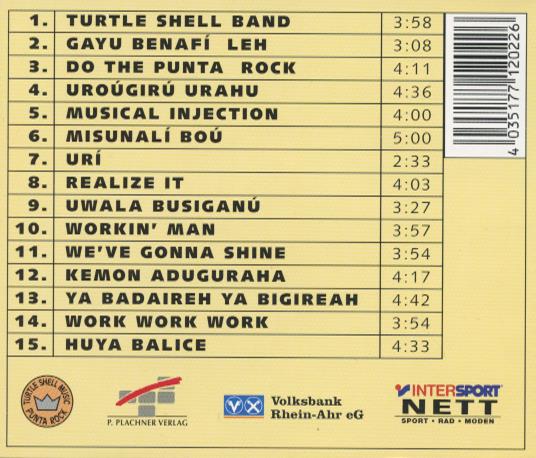 1. TURTLE SHELL BAND 3:58
2. GAYU BENAFÍ LEH 3:08
3. DO THE PUNTA ROCK 4:11
4. UROÚGIRÚ URAHU 4:36
5. MUSICAL INJECTION 4:00
6. MISUNALÍ BOÚ 5:00
7. URÍ 2:33
8. REALIZE IT 4:03
9. UWALA BUSIGANÚ 3:27
10. WORKIN' MAN 3:57
11. WE'VE GONNA SHINE 3:54
12. KEMON ADUGURAHA 4:17
13. YA BADAIREH YA BIGIREAH 4:42
14. WORK WORK WORK 3:54
15. HUYA BALICE 4:33
4 035177 120226
TURTLE SHELL MUSIC
PUNTA ROCK
P. PLACHNER VERLAG
Volksbank
Rhein-Ahr eG
INTERSPORT
NETT
SPORT • RAD • MODEN